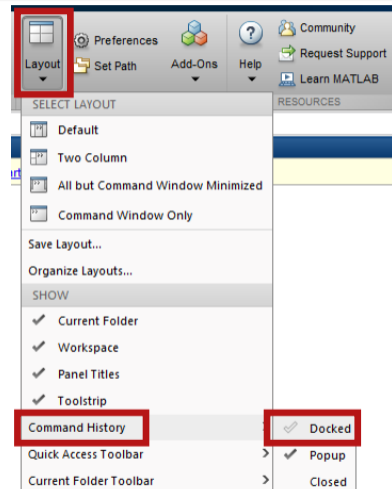 Layout
Preferences
Set Path
Add-Ons
Help
Community
Request Support
Learn MATLAB
RESOURCES
SELECT LAYOUT
Default
Two Column
All but Command Window Minimized
Command Window Only
Save Layout...
Organize Layouts...
SHOW
Current Folder
Workspace
Panel Titles
Toolstrip
Command History
Docked
Quick Access Toolbar
Popup
Current Folder Toolbar
Closed